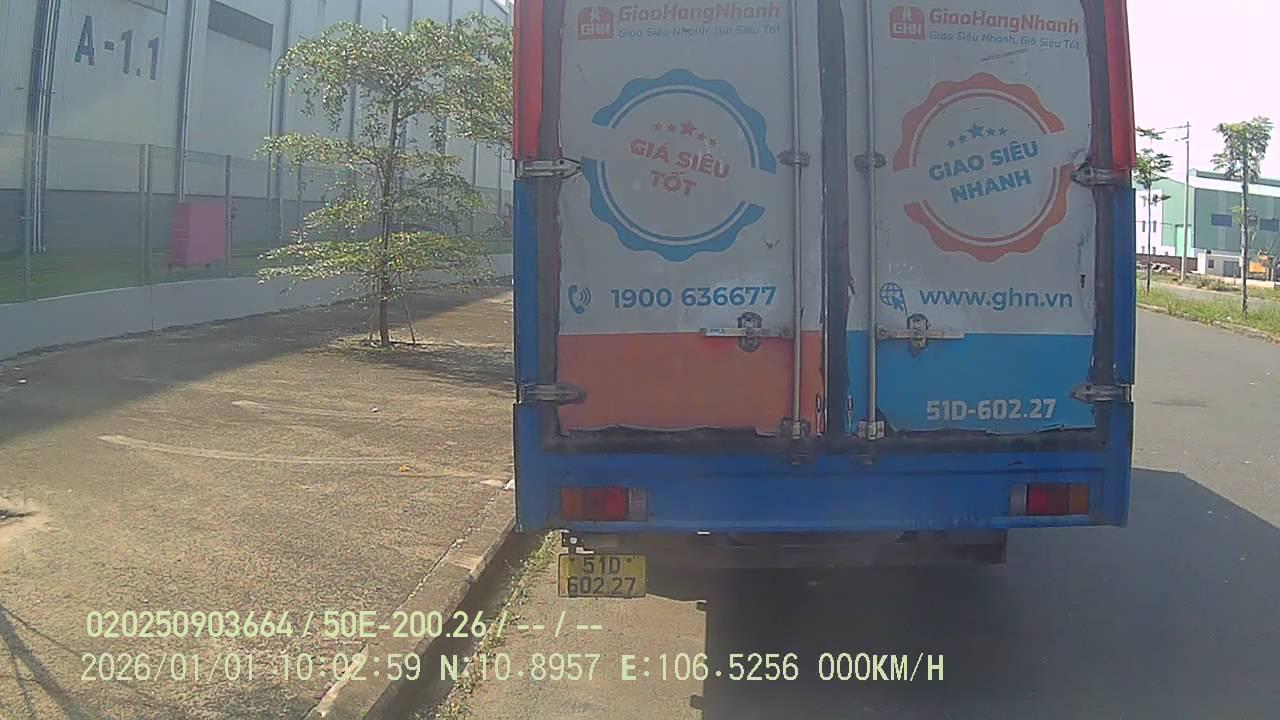 A-1.1
GHN
GiaoHangNhanh
Giao Siêu Nhanh, Giá Siêu Tốt
GIÁ SIÊU
TỐT
1900 636677
GHN
GiaoHangNhanh
Giao Siêu Nhanh, Giá Siêu Tốt
GIAO SIÊU
NHANH
www.ghn.vn
51D-602.27
51D
602.27
020250903664 / 50E-200.26 / -- / --
2026/01/01 10:02:59 N:10.8957 E:106.5256 000KM/H